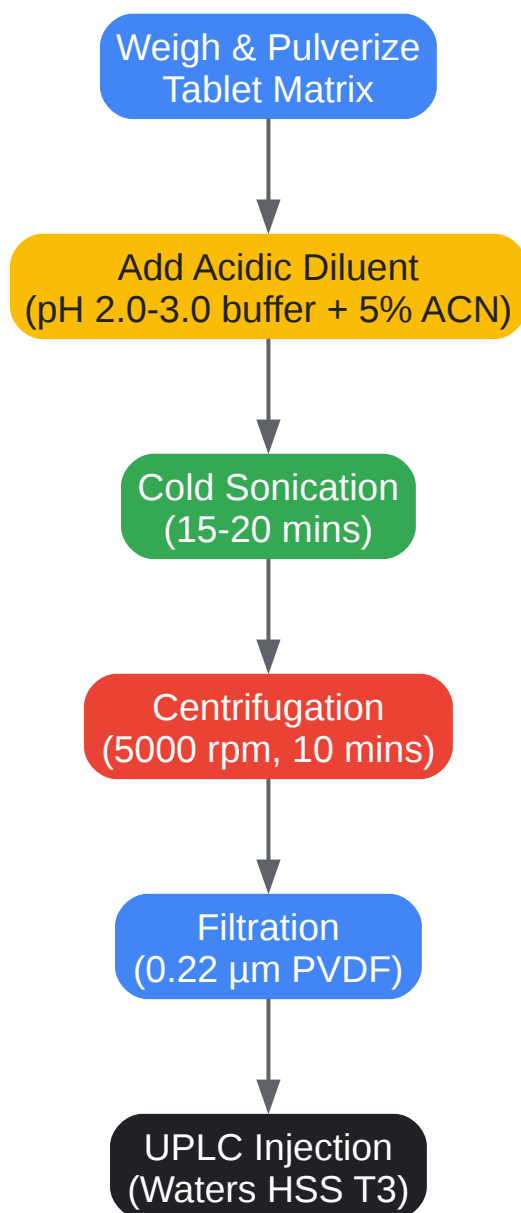 Weigh & Pulverize
Tablet Matrix
Add Acidic Diluent
(pH 2.0-3.0 buffer + 5% ACN)
Cold Sonication
(15-20 mins)
Centrifugation
(5000 rpm, 10 mins)
Filtration
(0.22 µm PVDF)
UPLC Injection
(Waters HSS T3)